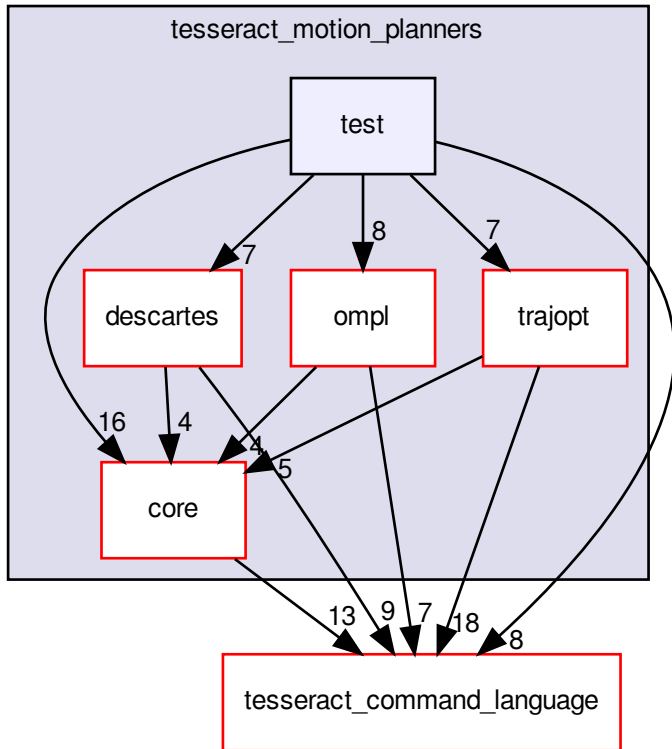 tesseract_motion_planners
test
8
7
7
descartes
ompl
trajopt
16
4
4
5
core
13
9
7
18
8
tesseract_command_language